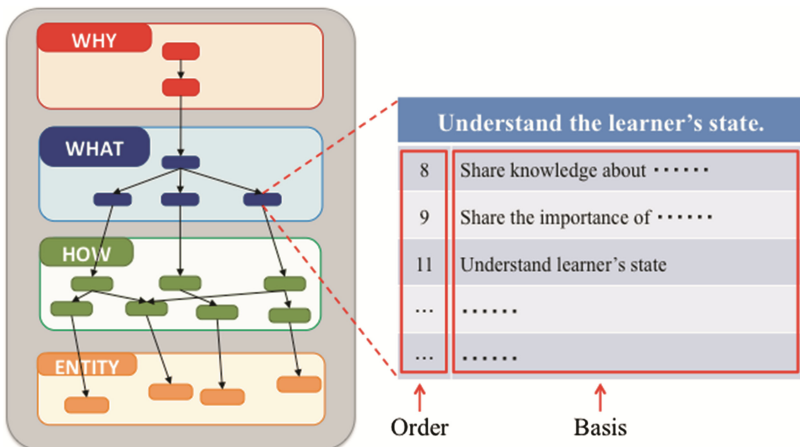 WHY
WHAT
HOW
ENTITY
Understand the learner's state.
8 Share knowledge about ······
9 Share the importance of ······
11 Understand learner's state
... ······
... ······
Order Basis